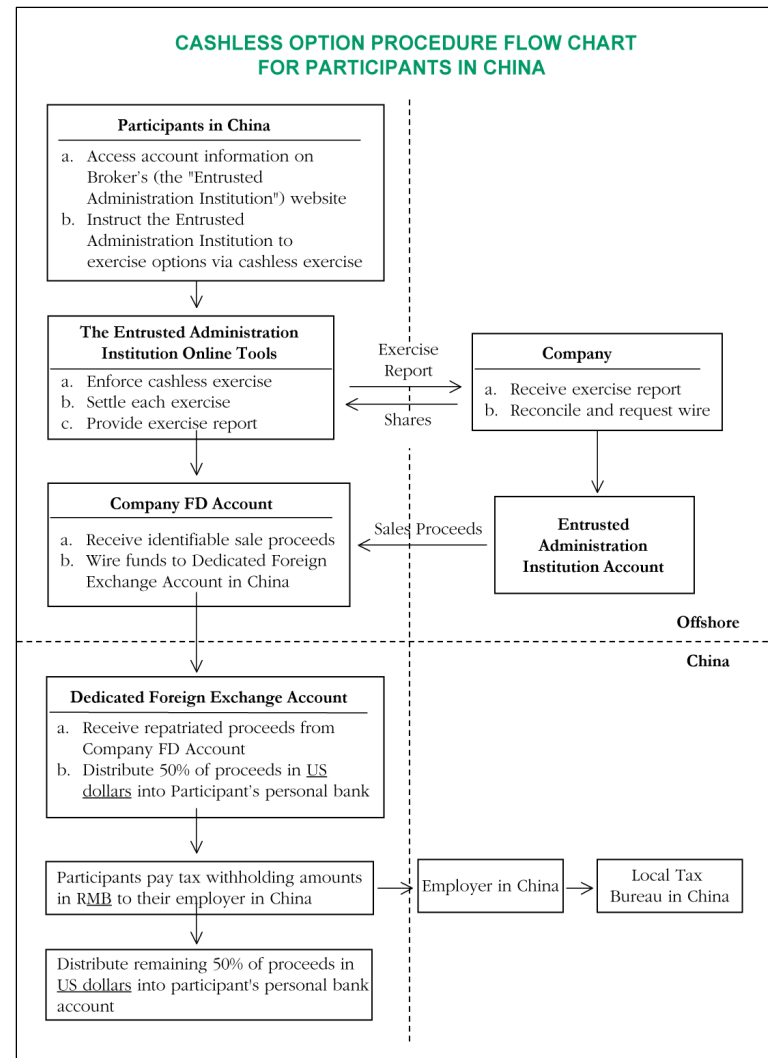 CASHLESS OPTION PROCEDURE FLOW CHART
FOR PARTICIPANTS IN CHINA
Participants in China
a. Access account information on
Broker's (the "Entrusted
Administration Institution") website
b. Instruct the Entrusted
Administration Institution to
exercise options via cashless exercise
The Entrusted Administration
Institution Online Tools
a. Enforce cashless exercise
b. Settle each exercise
c. Provide exercise report
Exercise
Report
Shares
Company
a. Receive exercise report
b. Reconcile and request wire
Company FD Account
a. Receive identifiable sale proceeds
b. Wire funds to Dedicated Foreign
Exchange Account in China
Sales Proceeds
Entrusted
Administration
Institution Account
Offshore
China
Dedicated Foreign Exchange Account
a. Receive repatriated proceeds from
Company FD Account
b. Distribute 50% of proceeds in US
dollars into Participant's personal bank
Participants pay tax withholding amounts
in RMB to their employer in China
Employer in China
Local Tax
Bureau in China
Distribute remaining 50% of proceeds in
US dollars into participant's personal bank
account